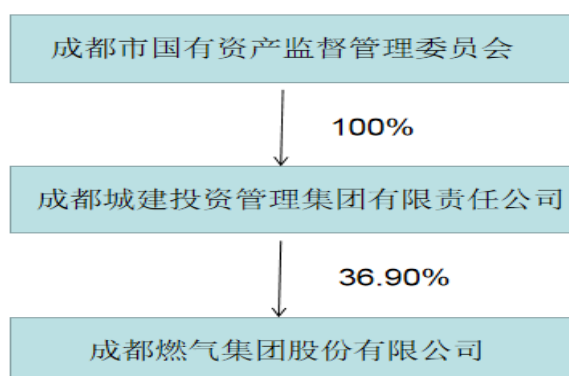 成都市国有资产监督管理委员会
100%
成都城建投资管理集团有限责任公司
36.90%
成都燃气集团股份有限公司